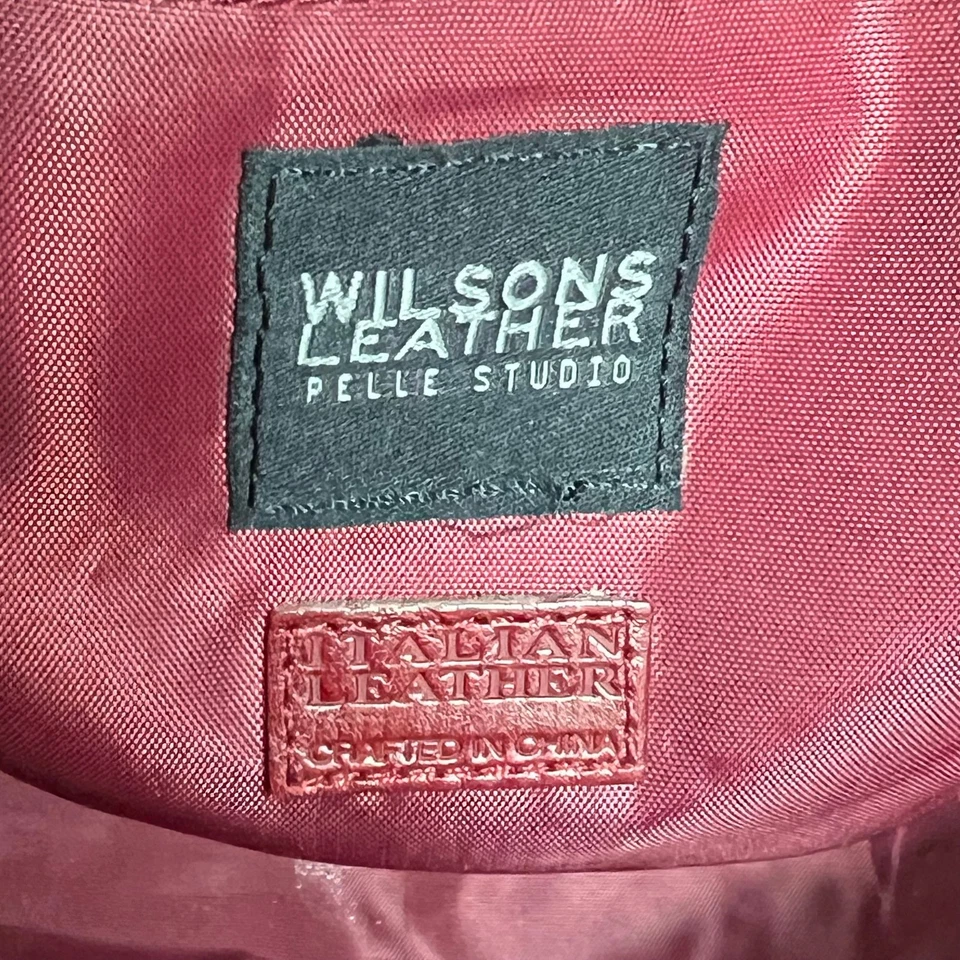 WILSONS
LEATHER
PELLE STUDIO
ITALIAN
LEATHER
CRAFTED IN CHINA